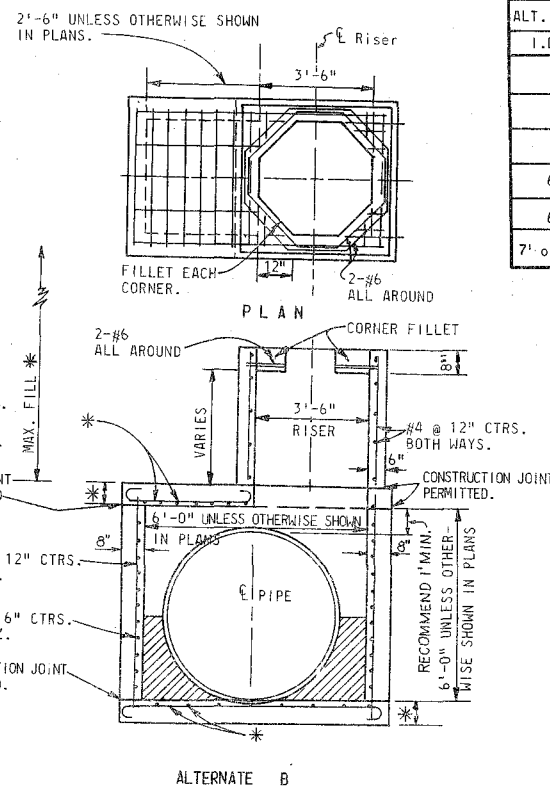 2'-6" UNLESS OTHERWISE SHOWN
IN PLANS.
℄ Riser
3'-6"
FILLET EACH
CORNER.
12"
2-#6
ALL AROUND
PLAN
2-#6
ALL AROUND
CORNER FILLET
8"
MAX. FILL *
*
VARIES
3'-6"
RISER
#4 @ 12" CTRS.
BOTH WAYS.
6"
CONSTRUCTION JOINT
PERMITTED.
*
6'-0" UNLESS OTHERWISE SHOWN
IN PLANS
8"
8"
12" CTRS.
℄ PIPE
RECOMMEND 1' MIN.
6'-0" UNLESS OTHER-
WISE SHOWN IN PLANS
6" CTRS.
TION JOINT
*
*
ALTERNATE B
ALT.
7' o